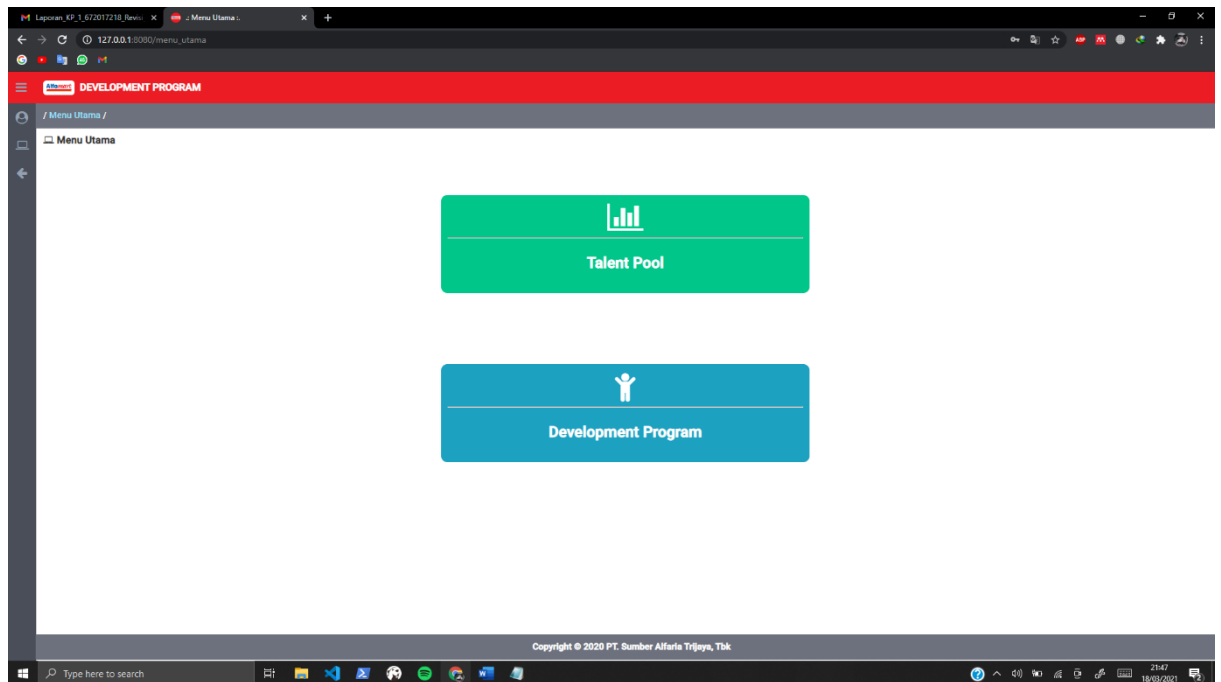 Laporan_KP_1_672017218_Revisi
.: Menu Utama :.
127.0.0.1:8080/menu_utama
Alfamart DEVELOPMENT PROGRAM
/ Menu Utama /
Menu Utama
Talent Pool
Development Program
Copyright © 2020 PT. Sumber Alfaria Trijaya, Tbk
Type here to search
21:47
18/03/2021